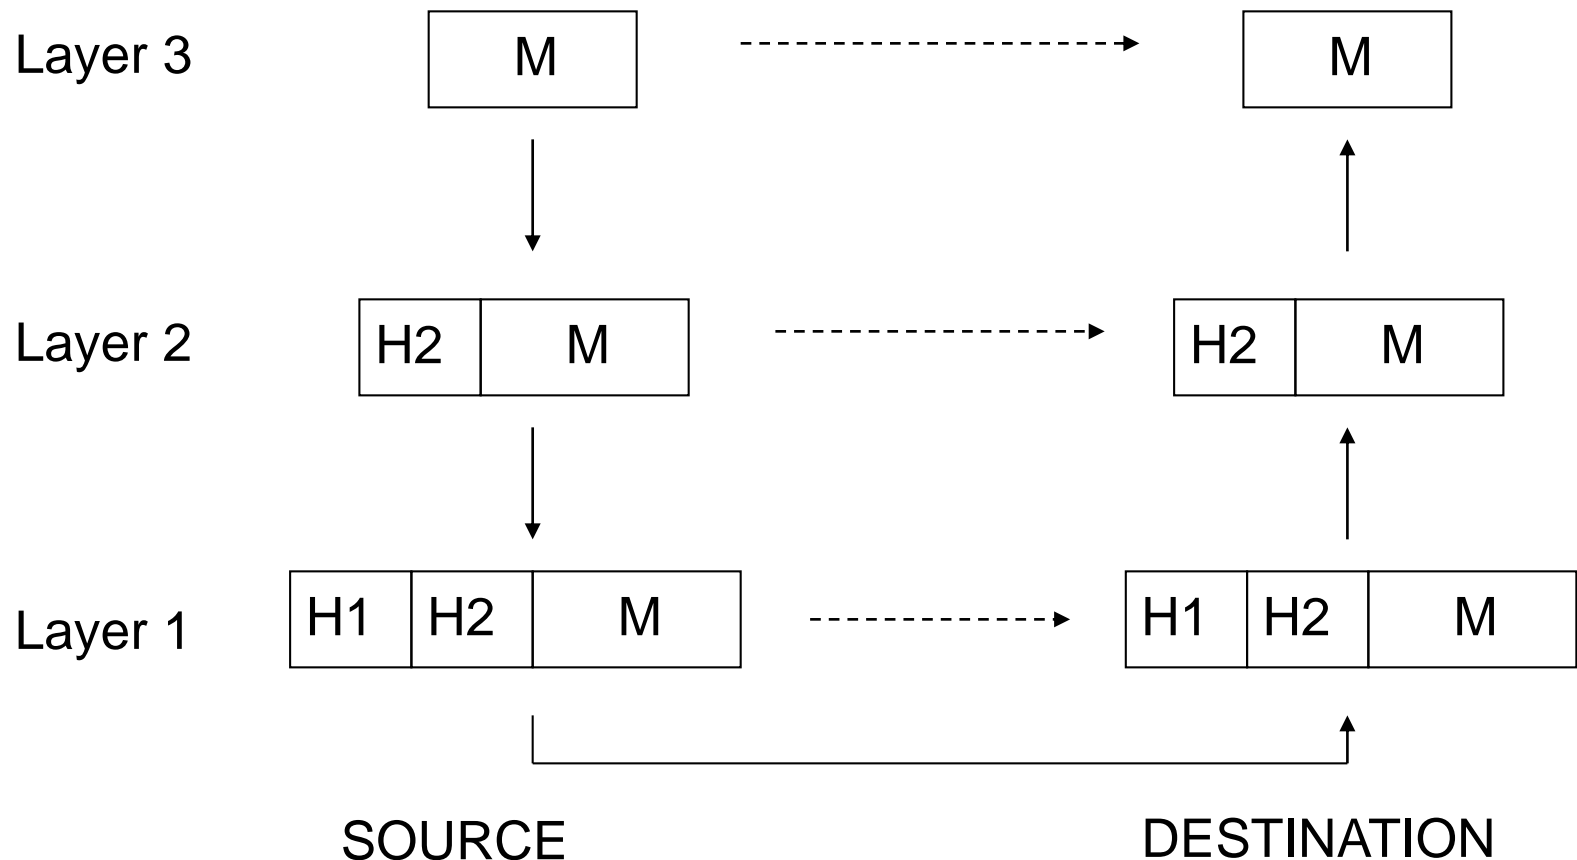 Layer 3 M M
Layer 2 H2 M H2 M
Layer 1 H1 H2 M H1 H2 M
SOURCE DESTINATION